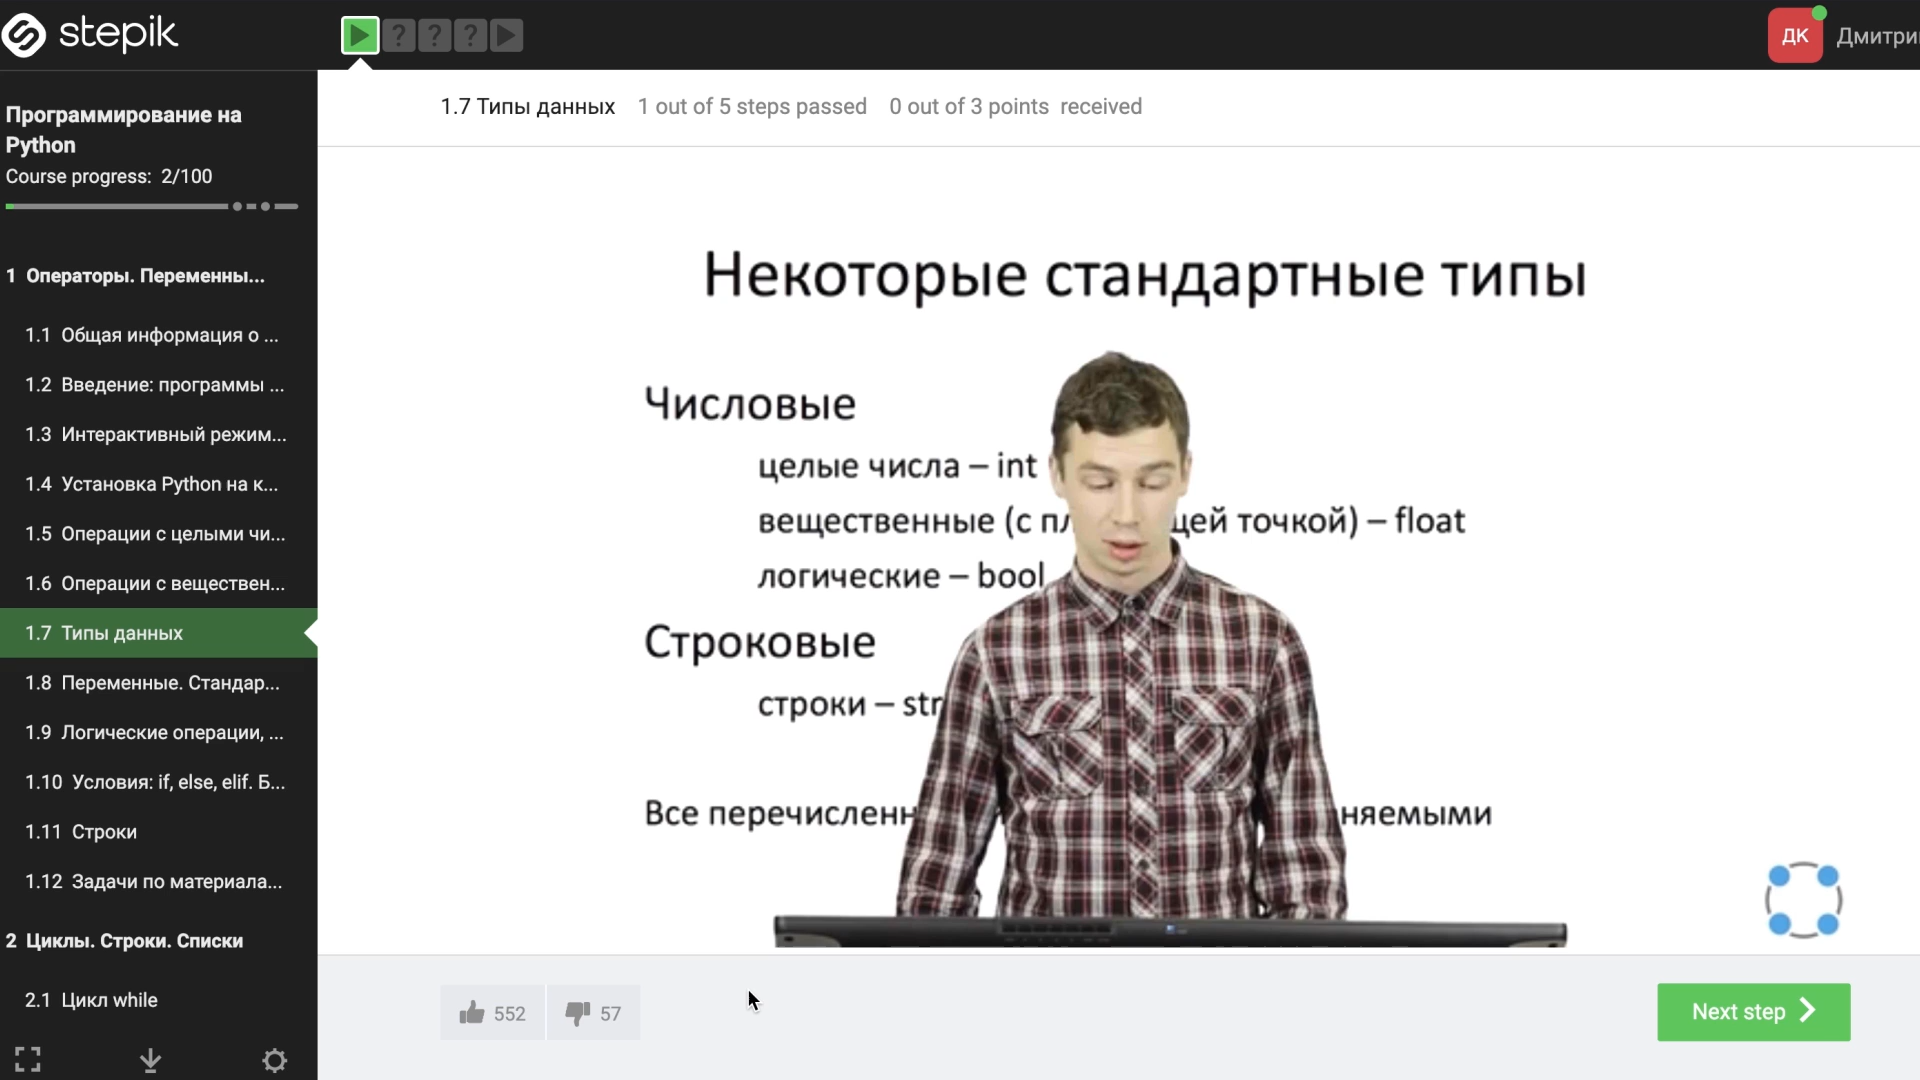 stepik
ДК
Дмитри
Программирование на
Python
Course progress: 2/100
1 Операторы. Переменны...
1.1 Общая информация о ...
1.2 Введение: программы ...
1.3 Интерактивный режим...
1.4 Установка Python на к...
1.5 Операции с целыми чи...
1.6 Операции с веществен...
1.7 Типы данных
1.8 Переменные. Стандар...
1.9 Логические операции, ...
1.10 Условия: if, else, elif. Б...
1.11 Строки
1.12 Задачи по материала...
2 Циклы. Строки. Списки
2.1 Цикл while
1.7 Типы данных 1 out of 5 steps passed 0 out of 3 points received
Некоторые стандартные типы
Числовые
целые числа – int
вещественные (с пл щей точкой) – float
логические – bool
Строковые
строки – str
Все перечисленн няемыми
552
57
Next step